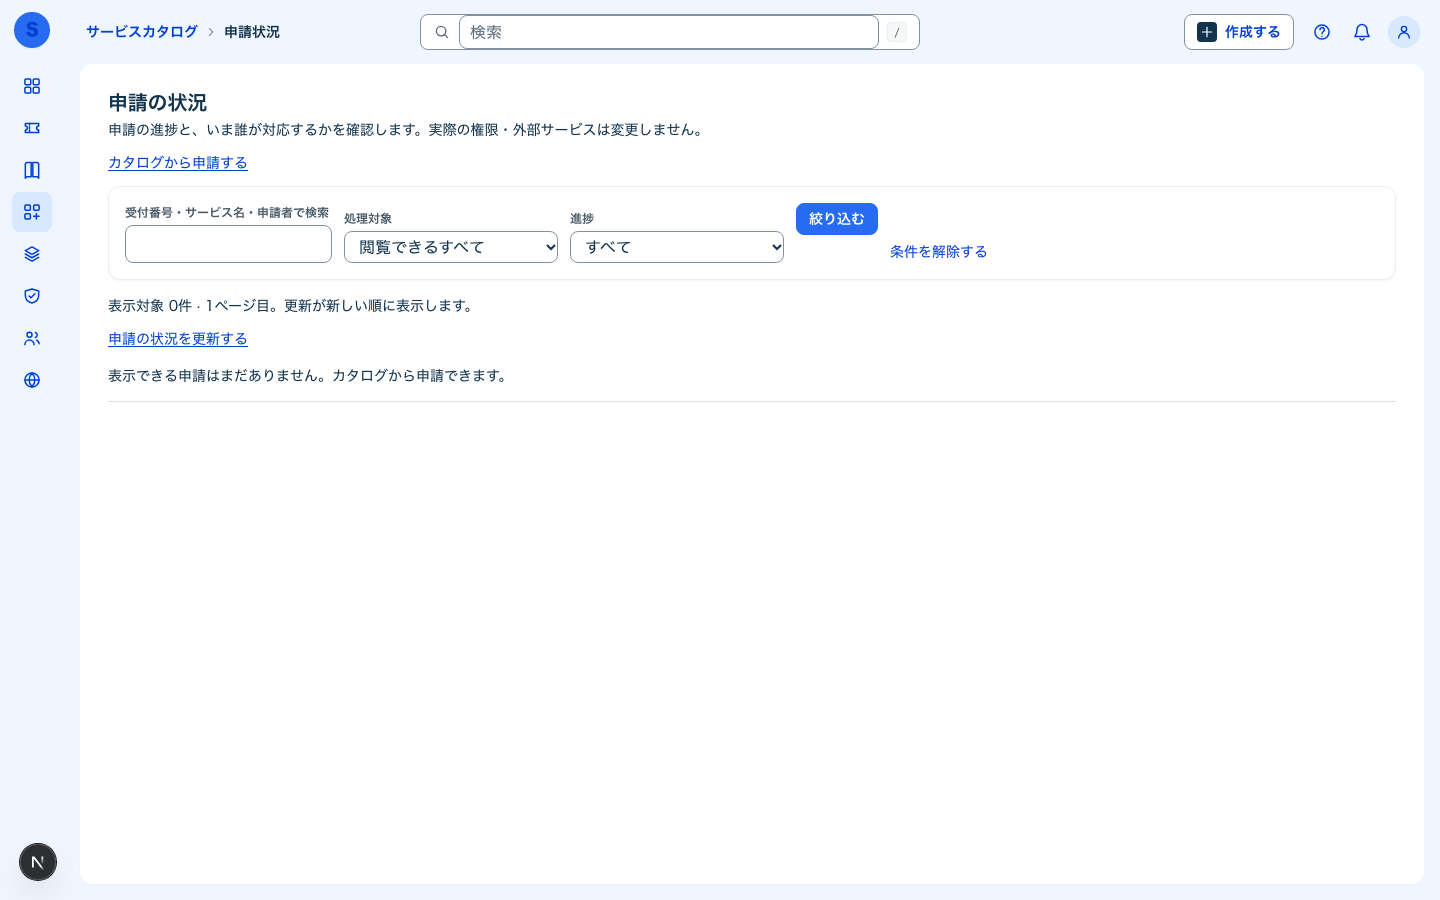 S
サービスカタログ > 申請状況
検索
/
作成する
申請の状況
申請の進捗と、いま誰が対応するかを確認します。実際の権限・外部サービスは変更しません。
カタログから申請する
受付番号・サービス名・申請者で検索
処理対象
閲覧できるすべて
進捗
すべて
絞り込む
条件を解除する
表示対象 0件 · 1ページ目。更新が新しい順に表示します。
申請の状況を更新する
表示できる申請はまだありません。カタログから申請できます。
N